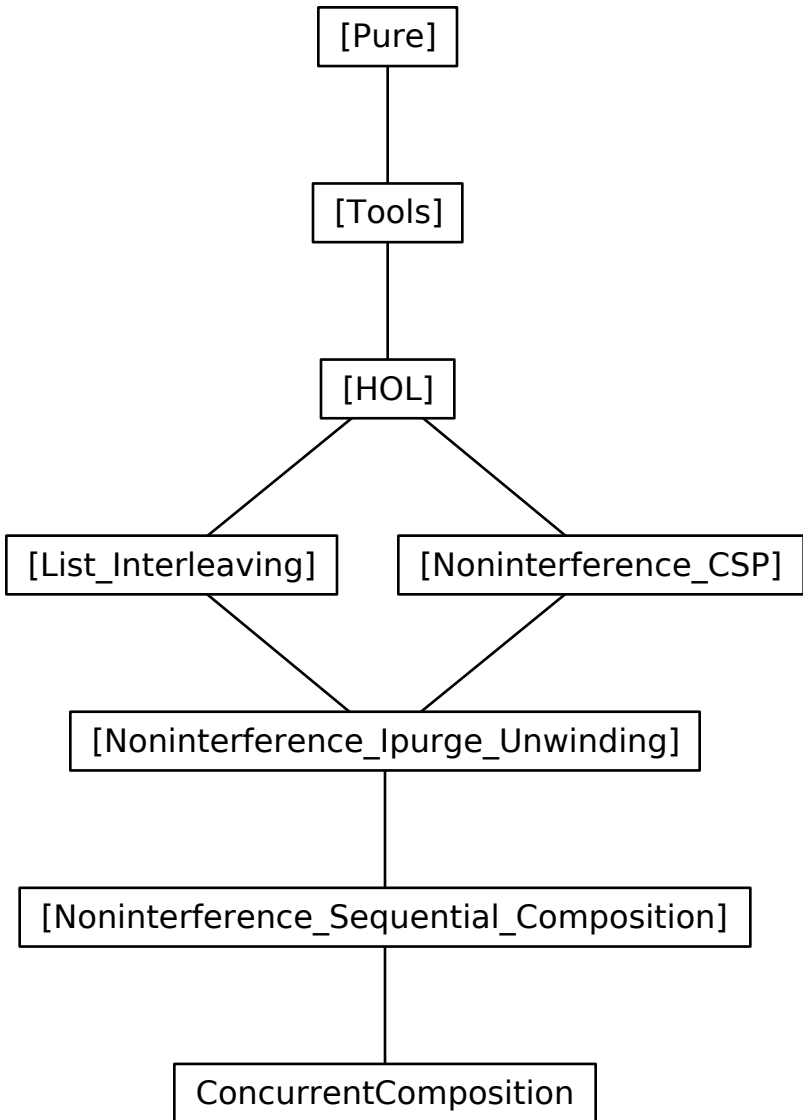 [Pure]
[Tools]
[HOL]
[List_Interleaving]
[Noninterference_CSP]
[Noninterference_Ipurge_Unwinding]
[Noninterference_Sequential_Composition]
ConcurrentComposition